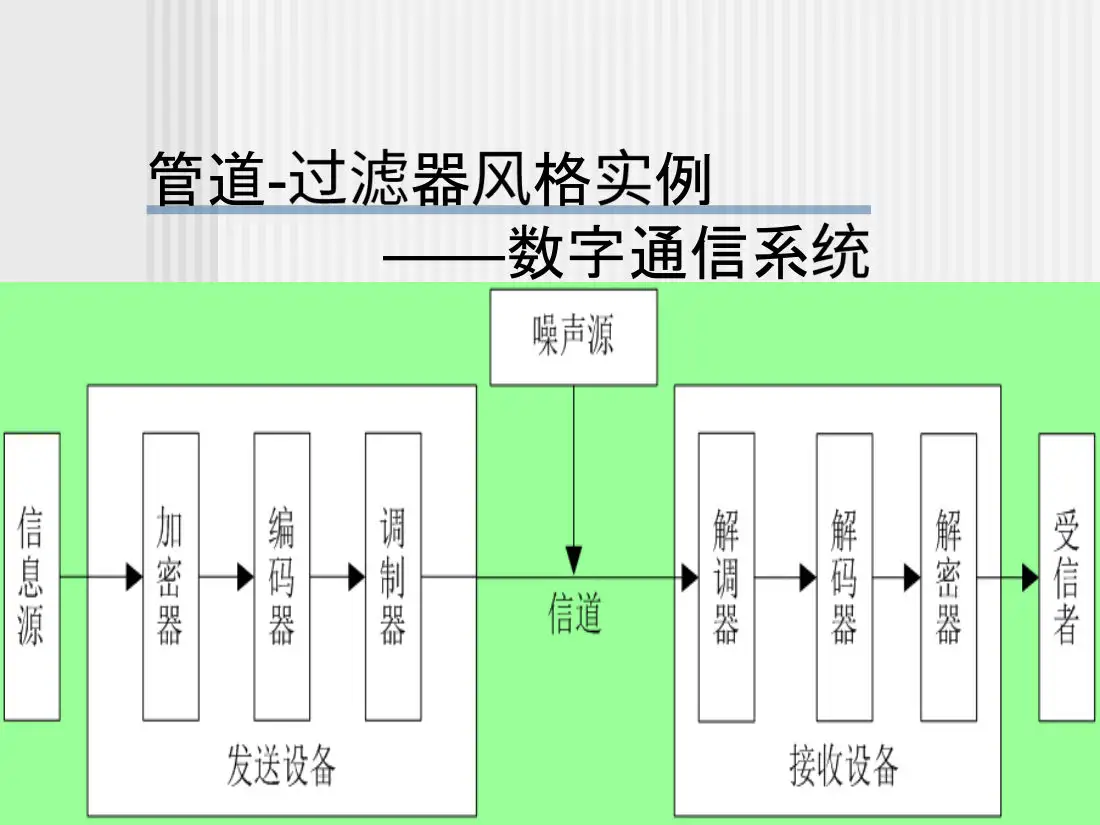 管道-过滤器风格实例
——数字通信系统
噪声源
信息源
加密器
编码器
调制器
信道
解调器
解码器
解密器
受信者
发送设备
接收设备